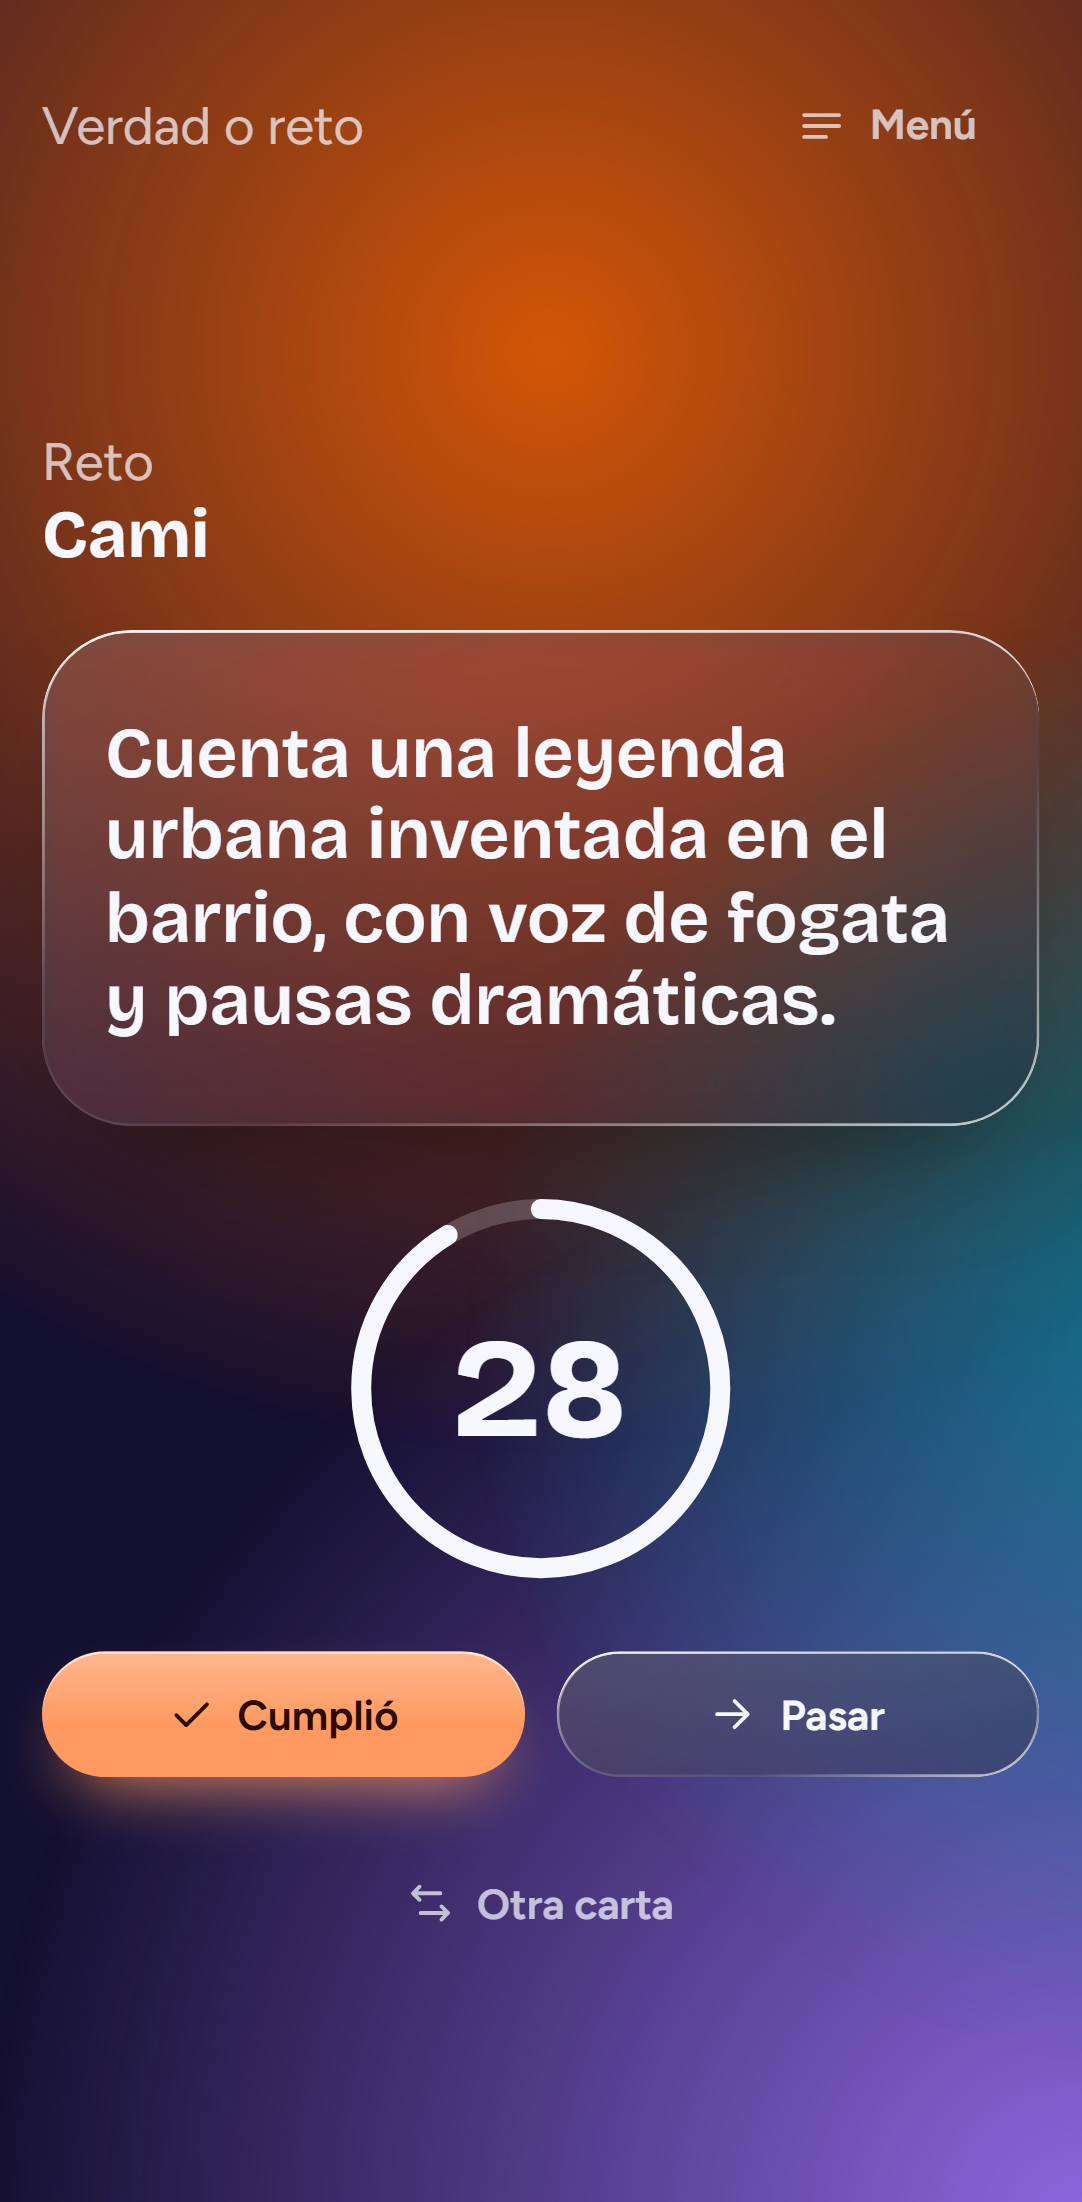 Verdad o reto
Menú
Reto
Cami
Cuenta una leyenda
urbana inventada en el
barrio, con voz de fogata
y pausas dramáticas.
28
Cumplió
Pasar
Otra carta